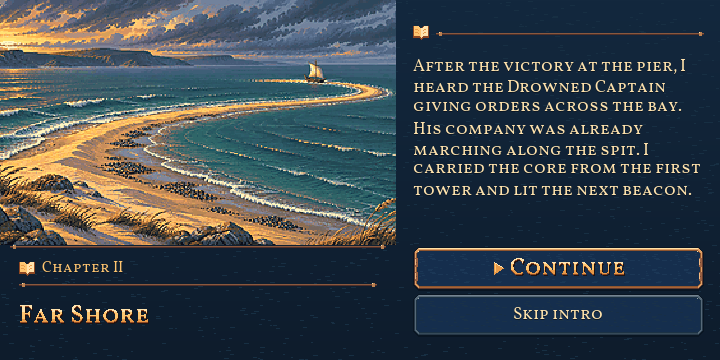 Chapter II
Far Shore
After the victory at the pier, I
heard the Drowned Captain
giving orders across the bay.
His company was already
marching along the spit. I
carried the core from the first
tower and lit the next beacon.
Continue
Skip intro